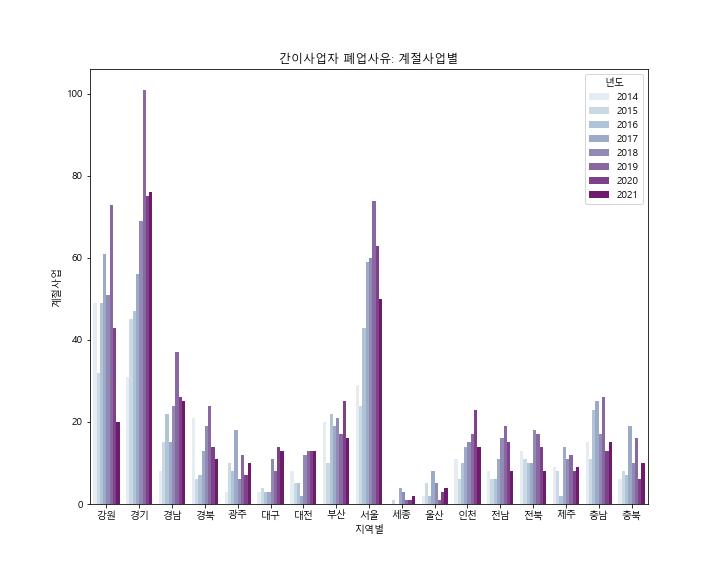 간이사업자 폐업사유: 계절사업별
년도
2014
2015
2016
2017
2018
2019
2020
2021
100
80
60
40
20
0
계절사업
강원 경기 경남 경북 광주 대구 대전 부산 서울 세종 울산 인천 전남 전북 제주 충남 충북
지역별